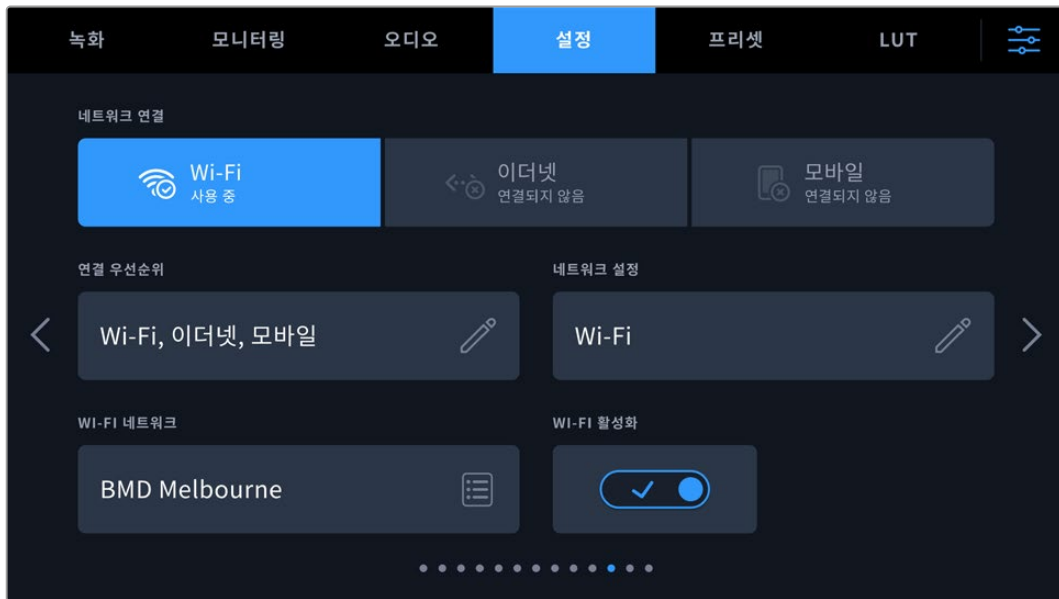 녹화 모니터링 오디오 설정 프리셋 LUT
네트워크 연결
Wi-Fi
사용 중
이더넷
연결되지 않음
모바일
연결되지 않음
연결 우선순위
Wi-Fi, 이더넷, 모바일
네트워크 설정
Wi-Fi
WI-FI 네트워크
BMD Melbourne
WI-FI 활성화